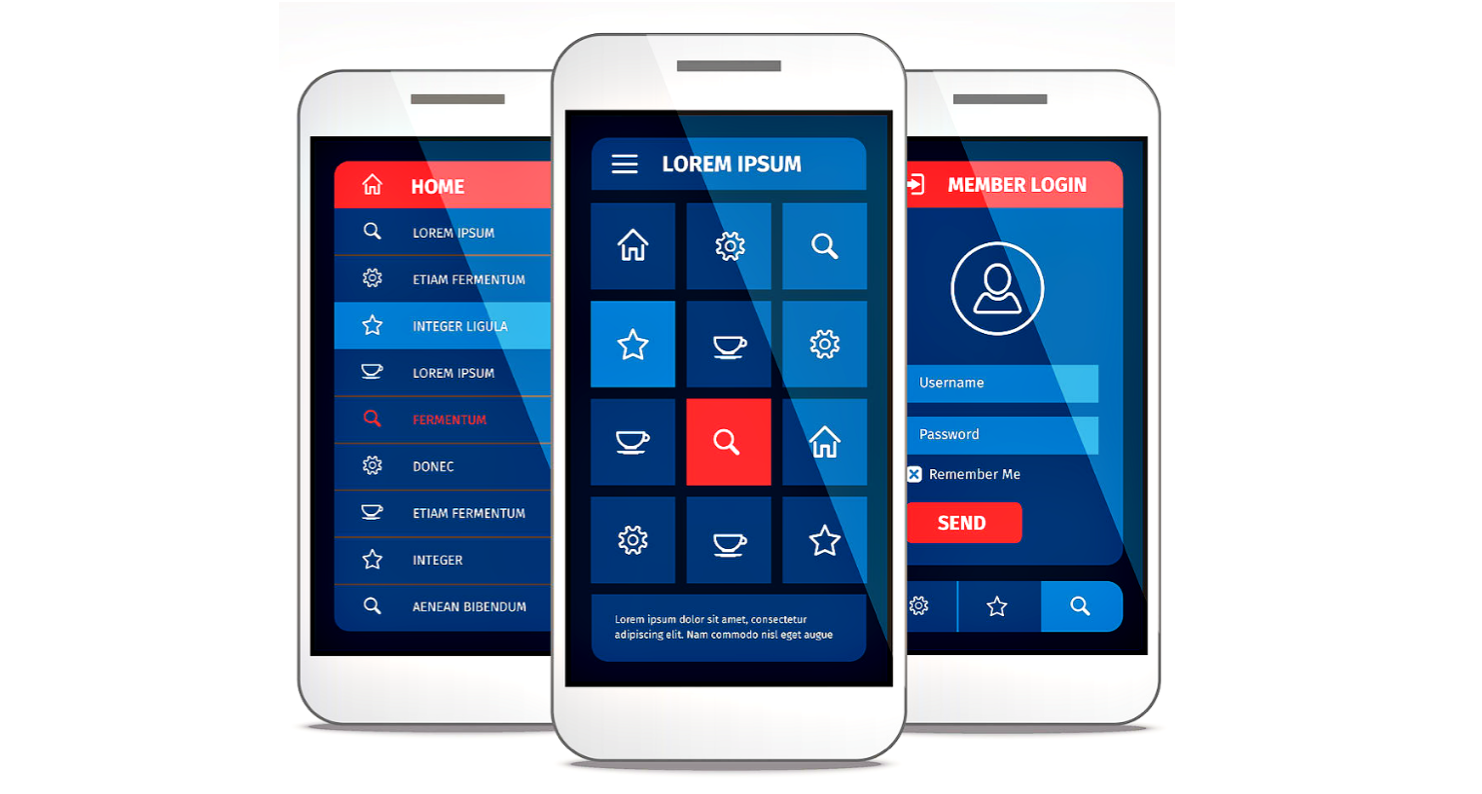 HOME
LOREM IPSUM
ETIAM FERMENTUM
INTEGER LIGULA
LOREM IPSUM
FERMENTUM
DONEC
ETIAM FERMENTUM
INTEGER
AENEAN BIBENDUM
LOREM IPSUM
Lorem ipsum dolor sit amet, consectetur
adipiscing elit. Nam commodo nisl eget augue
MEMBER LOGIN
Username
Password
Remember Me
SEND